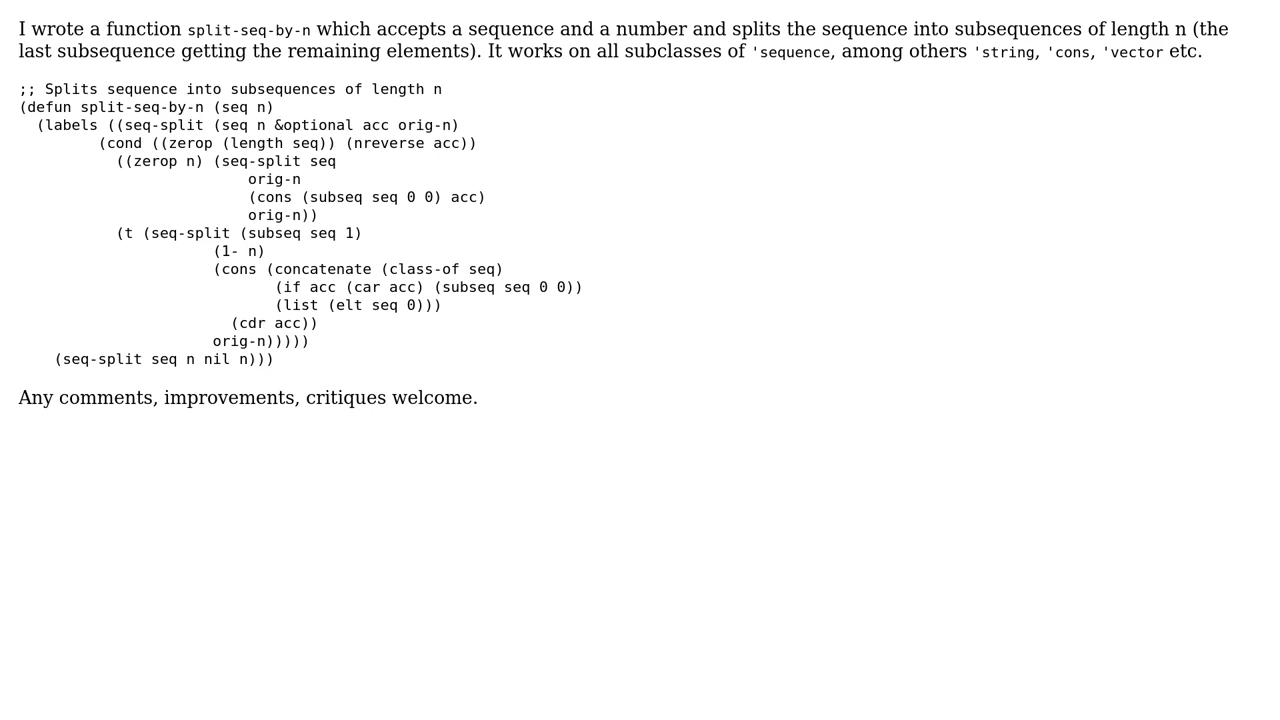 I wrote a function split-seq-by-n which accepts a sequence and a number and splits the sequence into subsequences of length n (the
last subsequence getting the remaining elements). It works on all subclasses of 'sequence, among others 'string, 'cons, 'vector etc.
;; Splits sequence into subsequences of length n
(defun split-seq-by-n (seq n)
  (labels ((seq-split (seq n &optional acc orig-n)
         (cond ((zerop (length seq)) (nreverse acc))
           ((zerop n) (seq-split seq
                          orig-n
                          (cons (subseq seq 0 0) acc)
                          orig-n))
           (t (seq-split (subseq seq 1)
                      (1- n)
                      (cons (concatenate (class-of seq)
                             (if acc (car acc) (subseq seq 0 0))
                             (list (elt seq 0)))
                        (cdr acc))
                      orig-n)))))
    (seq-split seq n nil n)))
Any comments, improvements, critiques welcome.